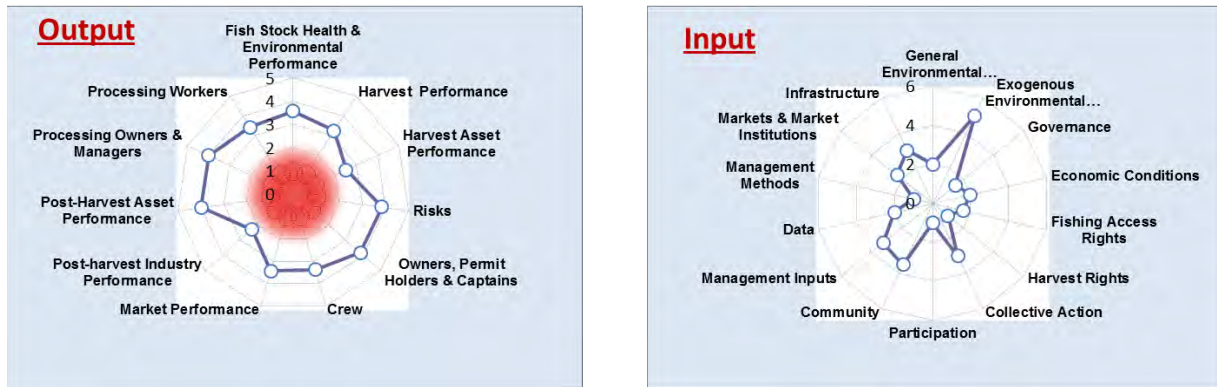 Output
Fish Stock Health &
Environmental
Performance
Harvest Performance
Harvest Asset
Performance
Risks
Owners, Permit
Holders & Captains
Crew
Market Performance
Post-harvest Industry
Performance
Post-Harvest Asset
Performance
Processing Owners &
Managers
Processing Workers
5
4
3
2
1
0
Input
General
Environmental…
Exogenous
Environmental…
Governance
Economic Conditions
Fishing Access
Rights
Harvest Rights
Collective Action
Participation
Community
Management Inputs
Data
Management
Methods
Markets & Market
Institutions
Infrastructure
6
4
2
0